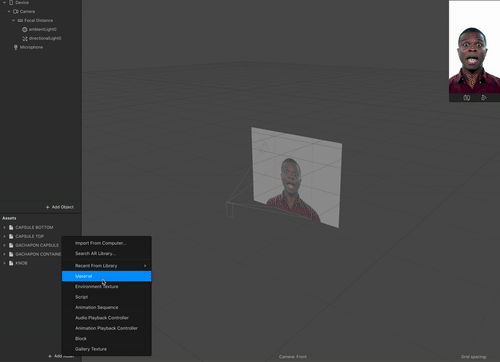 Device
Camera
Focal Distance
ambientLight0
directionalLight0
Microphone
+ Add Object
Assets
CAPSULE BOTTOM
CAPSULE TOP
GACHAPON CAPSULE
GACHAPON CONTAINE
KNOB
Import From Computer...
Search AR Library...
Recent From Library
Material
Environment Texture
Script
Animation Sequence
Audio Playback Controller
Animation Playback Controller
Block
Gallery Texture
+ Add
Camera: Front
Grid spacing: